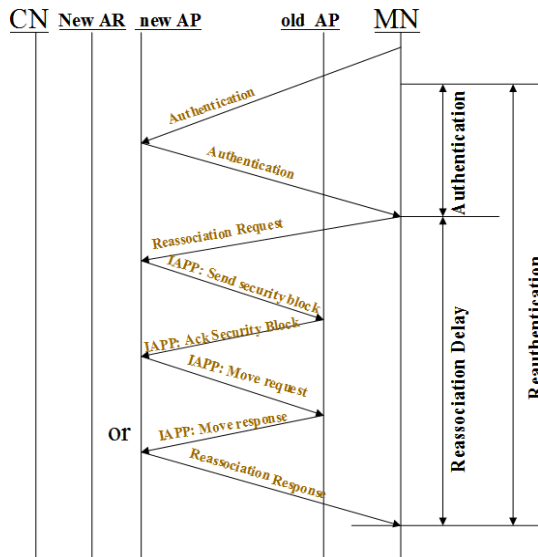 CN New AR new AP old AP MN
Authentication
Authentication
Reassociation Request
IAPP: Send security block
IAPP: Ack Security Block
IAPP: Move request
or
IAPP: Move response
Reassociation Response
Authentication
Reassociation Delay
Reauthentication